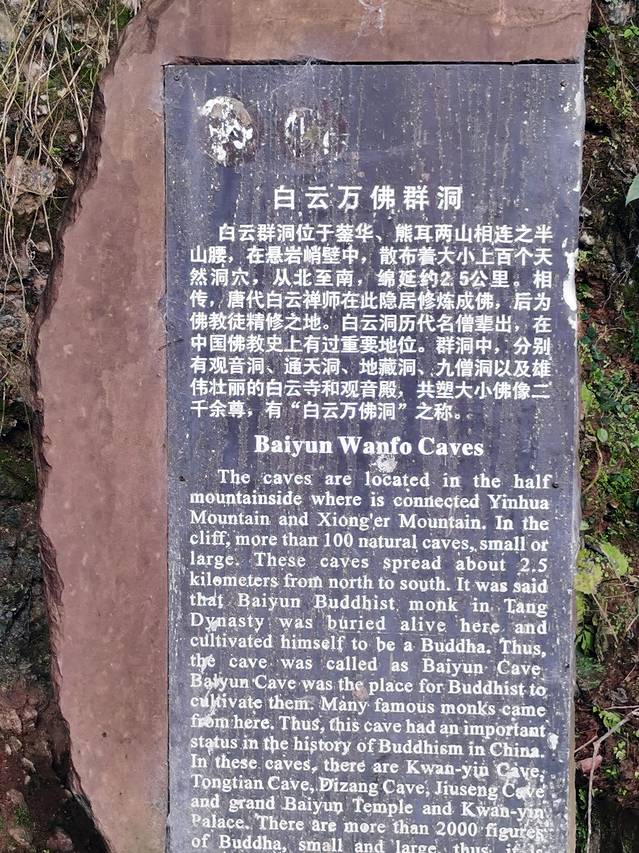 白云万佛群洞
白云群洞位于蓥华、熊耳两山相连之半
山腰，在悬岩峭壁中，散布着大小上百个天
然洞穴，从北至南，绵延约2.5公里。相
传，唐代白云禅师在此隐居修炼成佛，后为
佛教徒精修之地。白云洞历代名僧辈出，在
中国佛教史上有过重要地位。群洞中，分别
有观音洞、通天洞、地藏洞、九僧洞以及雄
伟壮丽的白云寺和观音殿，共塑大小佛像二
千余尊，有“白云万佛洞”之称。
Baiyun Wanfo Caves
The caves are located in the half
mountainside where is connected Yinhua
Mountain and Xiong'er Mountain. In the
cliff, more than 100 natural caves, small or
large. These caves spread about 2.5
kilometers from north to south. It was said
that Baiyun Buddhist monk in Tang
Dynasty was buried alive here and
cultivated himself to be a Buddha. Thus,
the cave was called as Baiyun Cave.
Baiyun Cave was the place for Buddhist to
cultivate them. Many famous monks came
from here. Thus, this cave had an important
status in the history of Buddhism in China.
In these caves, there are Kwan-yin Cave,
Tongtian Cave, Dizang Cave, Jiuseng Cave
and grand Baiyun Temple and Kwan-yin
Palace. There are more than 2000 figures
of Buddha, small and large, thus, it is